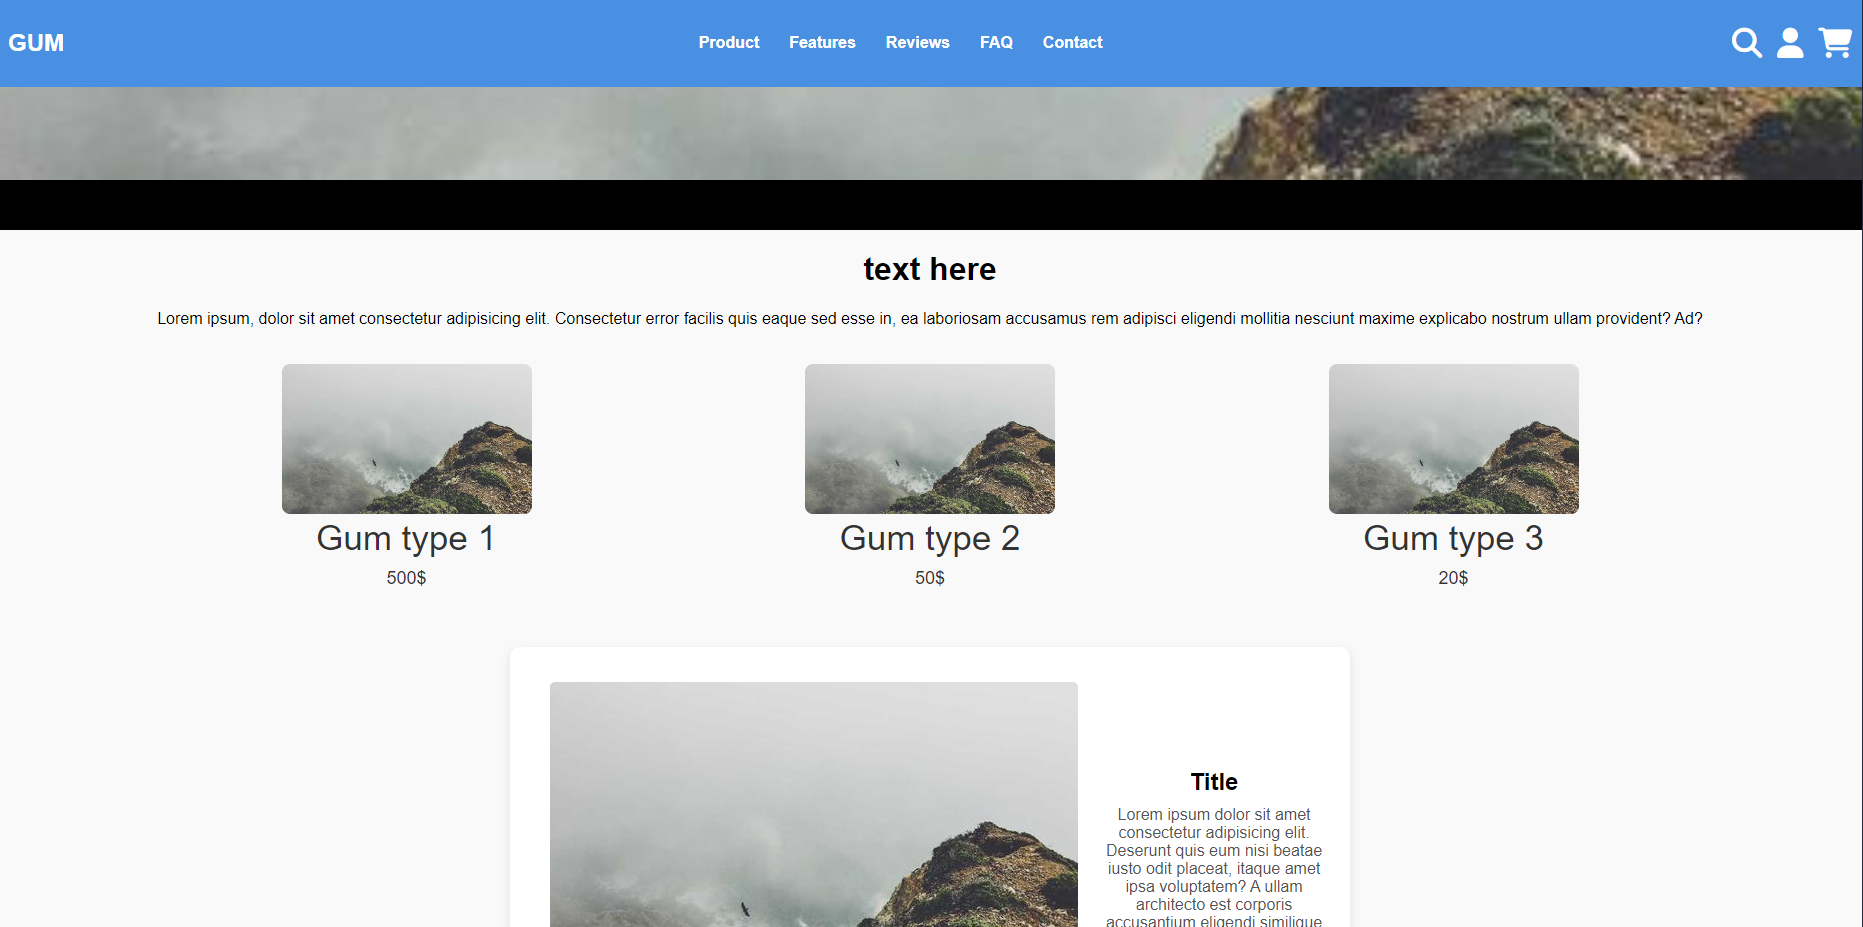 GUM
Product Features Reviews FAQ Contact
text here
Lorem ipsum, dolor sit amet consectetur adipisicing elit. Consectetur error facilis quis eaque sed esse in, ea laboriosam accusamus rem adipisci eligendi mollitia nesciunt maxime explicabo nostrum ullam provident? Ad?
Gum type 1
500$
Gum type 2
50$
Gum type 3
20$
Title
Lorem ipsum dolor sit amet
consectetur adipisicing elit.
Deserunt quis eum nisi beatae
iusto odit placeat, itaque amet
ipsa voluptatem? A ullam
architecto est corporis
accusantium eligendi similique